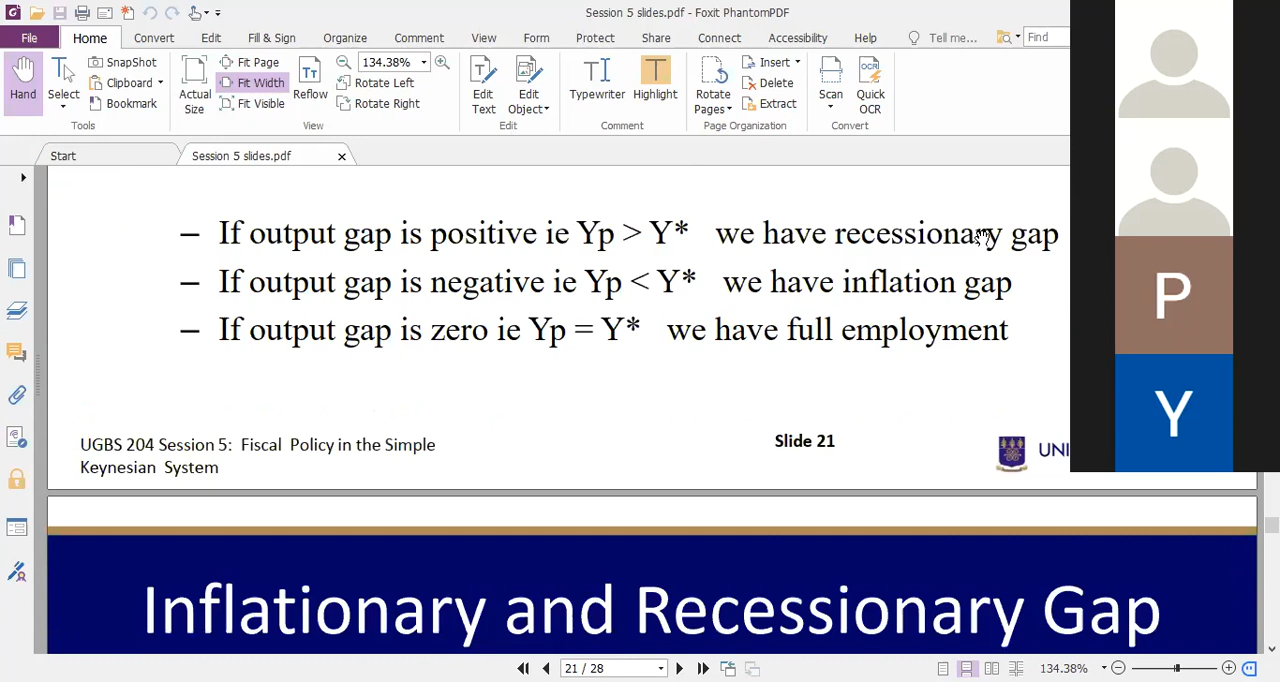 Session 5 slides.pdf - Foxit PhantomPDF
File Home Convert Edit Fill & Sign Organize Comment View Form Protect Share Connect Accessibility Help Tell me... Find
Hand
Select
SnapShot
Clipboard
Bookmark
Tools
Actual Size
Fit Page
Fit Width
Fit Visible
Reflow
134.38%
Rotate Left
Rotate Right
View
Edit Text
Edit Object
Edit
Typewriter
Highlight
Comment
Rotate Pages
Insert
Delete
Extract
Page Organization
Scan
Quick OCR
Convert
Start
Session 5 slides.pdf
– If output gap is positive ie Yp > Y* we have recessionary gap
– If output gap is negative ie Yp < Y* we have inflation gap
– If output gap is zero ie Yp = Y* we have full employment
UGBS 204 Session 5: Fiscal Policy in the Simple
Keynesian System
Slide 21
UNI
P
Y
Inflationary and Recessionary Gap
21 / 28
134.38%